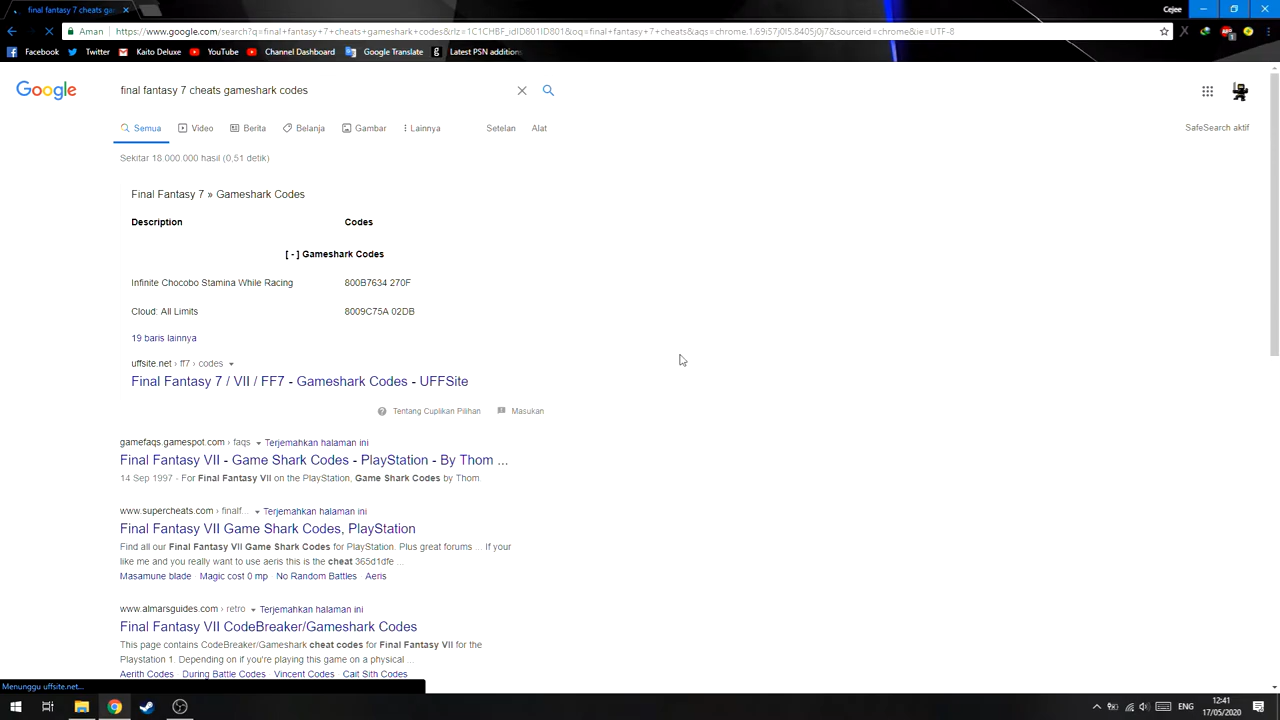 final fantasy 7 cheats ga
Cejee
Aman
https://www.google.com/search?q=final+fantasy+7+cheats+gameshark+codes&rlz=1C1CHBF_idID801ID801&oq=final+fantasy+7+cheats&aqs=chrome.1.69i57j0l5.8405j0j7&sourceid=chrome&ie=UTF-8
Facebook Twitter Kaito Deluxe YouTube Channel Dashboard Google Translate Latest PSN addition
Google
final fantasy 7 cheats gameshark codes
Semua Video Berita Belanja Gambar Lainnya Setelan Alat
SafeSearch aktif
Sekitar 18.000.000 hasil (0,51 detik)
Final Fantasy 7 » Gameshark Codes
Description Codes
[ - ] Gameshark Codes
Infinite Chocobo Stamina While Racing 800B7634 270F
Cloud: All Limits 8009C75A 02DB
19 baris lainnya
uffsite.net › ff7 › codes
Final Fantasy 7 / VII / FF7 - Gameshark Codes - UFFSite
Tentang Cuplikan Pilihan Masukan
gamefaqs.gamespot.com › faqs Terjemahkan halaman ini
Final Fantasy VII - Game Shark Codes - PlayStation - By Thom ...
14 Sep 1997 - For Final Fantasy VII on the PlayStation, Game Shark Codes by Thom.
www.supercheats.com › finalf... Terjemahkan halaman ini
Final Fantasy VII Game Shark Codes, PlayStation
Find all our Final Fantasy VII Game Shark Codes for PlayStation. Plus great forums ... If your
like me and you really want to use aeris this is the cheat 365d1dfe ...
Masamune blade Magic cost 0 mp No Random Battles Aeris
www.almarsguides.com › retro Terjemahkan halaman ini
Final Fantasy VII CodeBreaker/Gameshark Codes
This page contains CodeBreaker/Gameshark cheat codes for Final Fantasy VII for the
Playstation 1. Depending on if you're playing this game on a physical ...
Aerith Codes During Battle Codes Vincent Codes Cait Sith Codes
Menunggu uffsite.net...
ENG
12:41
17/05/2020